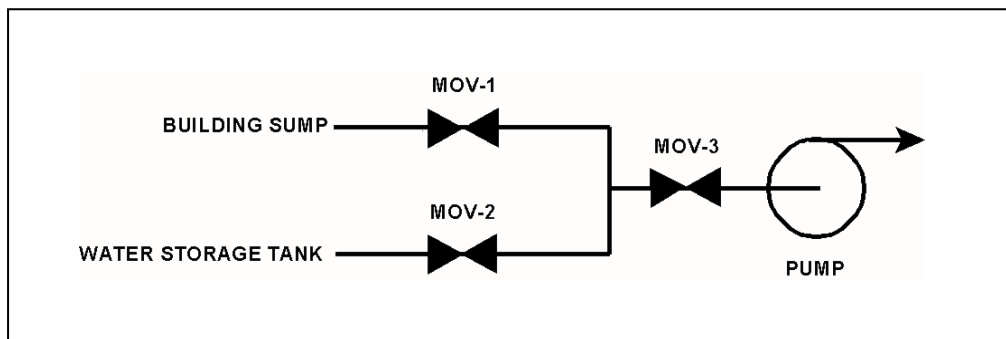 MOV-1
BUILDING SUMP
MOV-3
MOV-2
WATER STORAGE TANK
PUMP